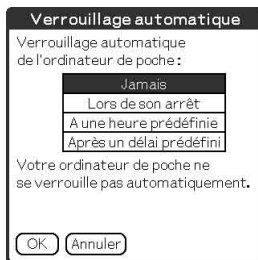 Verrouillage automatique
Verrouillage automatique
de l'ordinateur de poche :
Jamais
Lors de son arrêt
A une heure prédéfinie
Après un délai prédéfini
Votre ordinateur de poche ne
se verrouille pas automatiquement.
OK Annuler